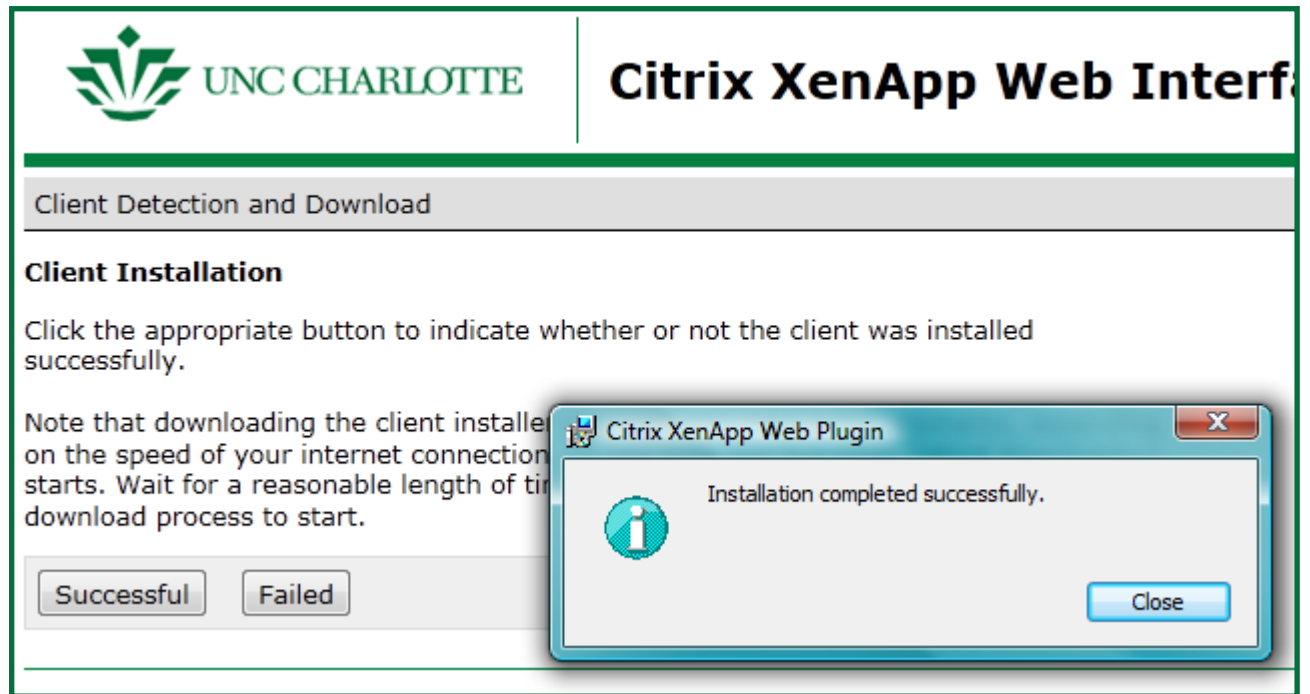 UNC CHARLOTTE
Citrix XenApp Web
Client Detection and Download
Client Installation
Click the appropriate button to indicate whether or not the client was installed
successfully.
Note that downloading the client
on the speed of your internet connection
starts. Wait for a reasonable length of
download process to start.
Citrix XenApp Web Plugin
X
Installation completed successfully.
Close
Successful
Failed